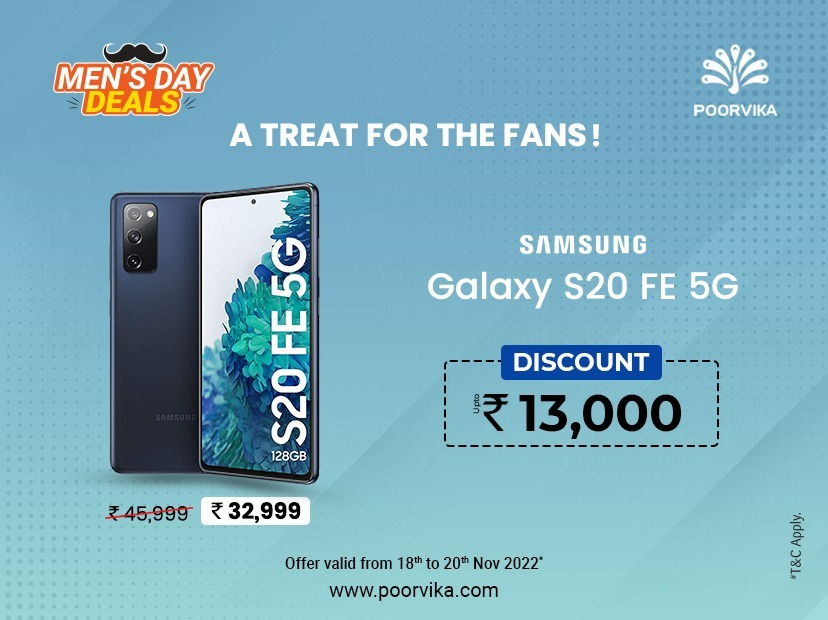 MEN'S DAY
DEALS
POORVIKA
A TREAT FOR THE FANS!
SAMSUNG
Galaxy S20 FE 5G
S20 FE 5G
128GB
SAMSUNG
DISCOUNT
Upto ₹ 13,000
₹ 45,999 ₹ 32,999
Offer valid from 18th to 20th Nov 2022*
www.poorvika.com
#T&C Apply.